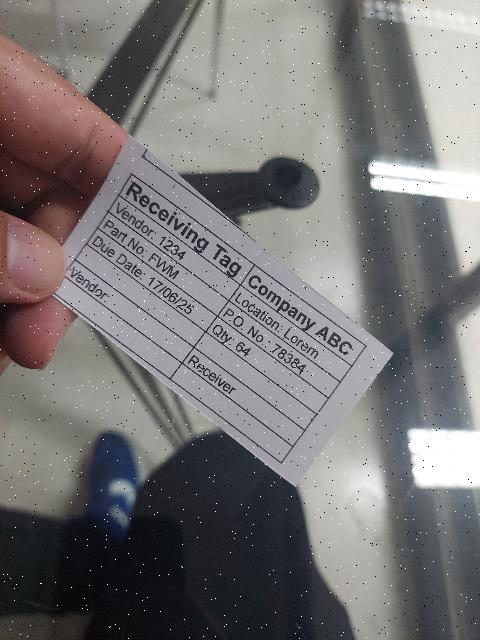 Receiving Tag Company ABC
Vendor: 1234 Location: Lorem
Part No: FWM P.O. No.: 78384
Due Date: 17/06/25 Qty: 64
Vendor: Receiver